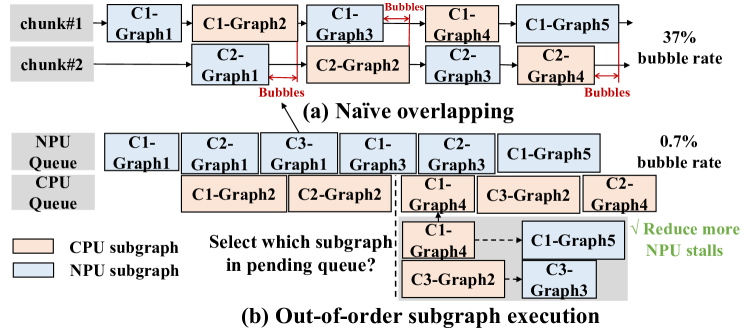 chunk#1
C1-
Graph1
C1-Graph2
C1-
Graph3
Bubbles
C1-
Graph4
C1-Graph5
37%
bubble rate
chunk#2
C2-
Graph1
C2-Graph2
C2-
Graph3
C2-
Graph4
Bubbles
Bubbles
(a) Naïve overlapping
NPU
Queue
C1-
Graph1
C2-
Graph1
C3-
Graph1
C1-
Graph3
C2-
Graph3
C1-Graph5
0.7%
bubble rate
CPU
Queue
C1-Graph2
C2-Graph2
C1-
Graph4
C3-Graph2
C2-
Graph4
CPU subgraph
NPU subgraph
Select which subgraph
in pending queue?
C1-
Graph4
C1-Graph5
C3-Graph2
C3-
Graph3
√ Reduce more
NPU stalls
(b) Out-of-order subgraph execution